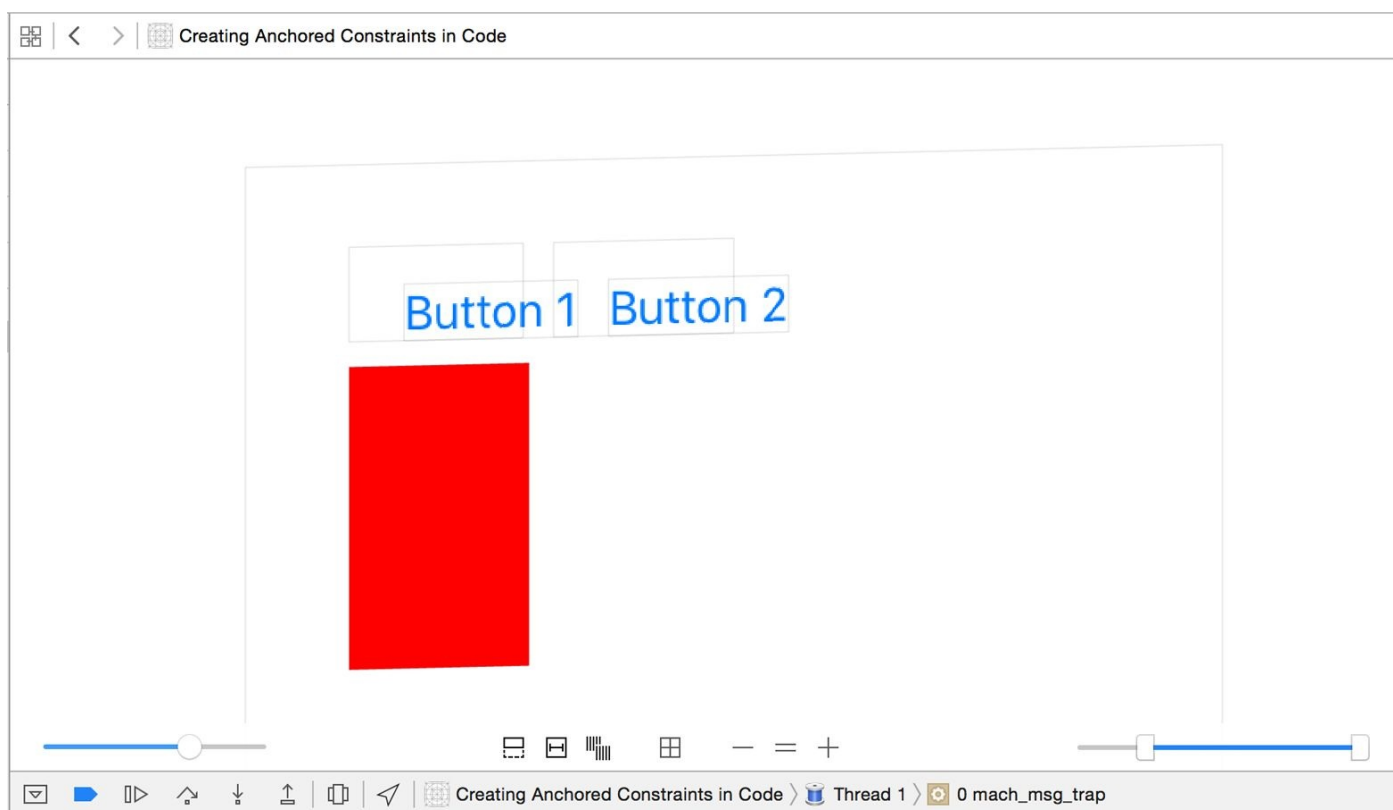 Creating Anchored Constraints in Code
Button 1 Button 2
Creating Anchored Constraints in Code Thread 1 0 mach_msg_trap